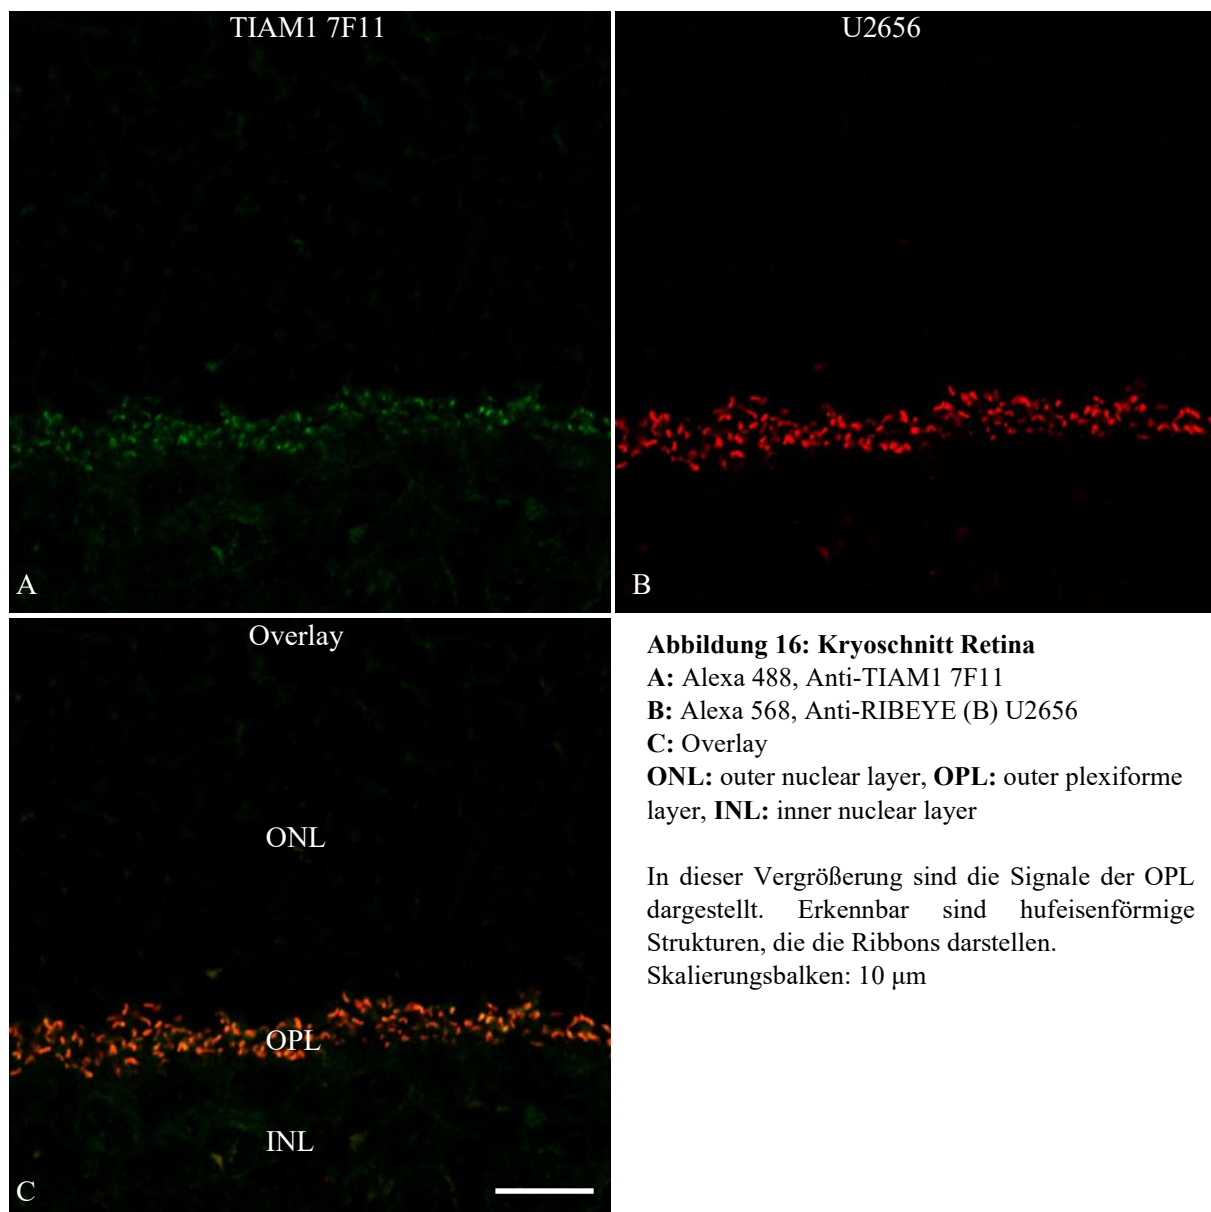 TIAM1 7F11
U2656
A
B
Overlay
ONL
OPL
INL
C
Abbildung 16: Kryoschnitt Retina
A: Alexa 488, Anti-TIAM1 7F11
B: Alexa 568, Anti-RIBEYE (B) U2656
C: Overlay
ONL: outer nuclear layer, OPL: outer plexiforme
layer, INL: inner nuclear layer
In dieser Vergrößerung sind die Signale der OPL
dargestellt. Erkennbar sind hufeisenförmige
Strukturen, die die Ribbons darstellen.
Skalierungsbalken: 10 µm